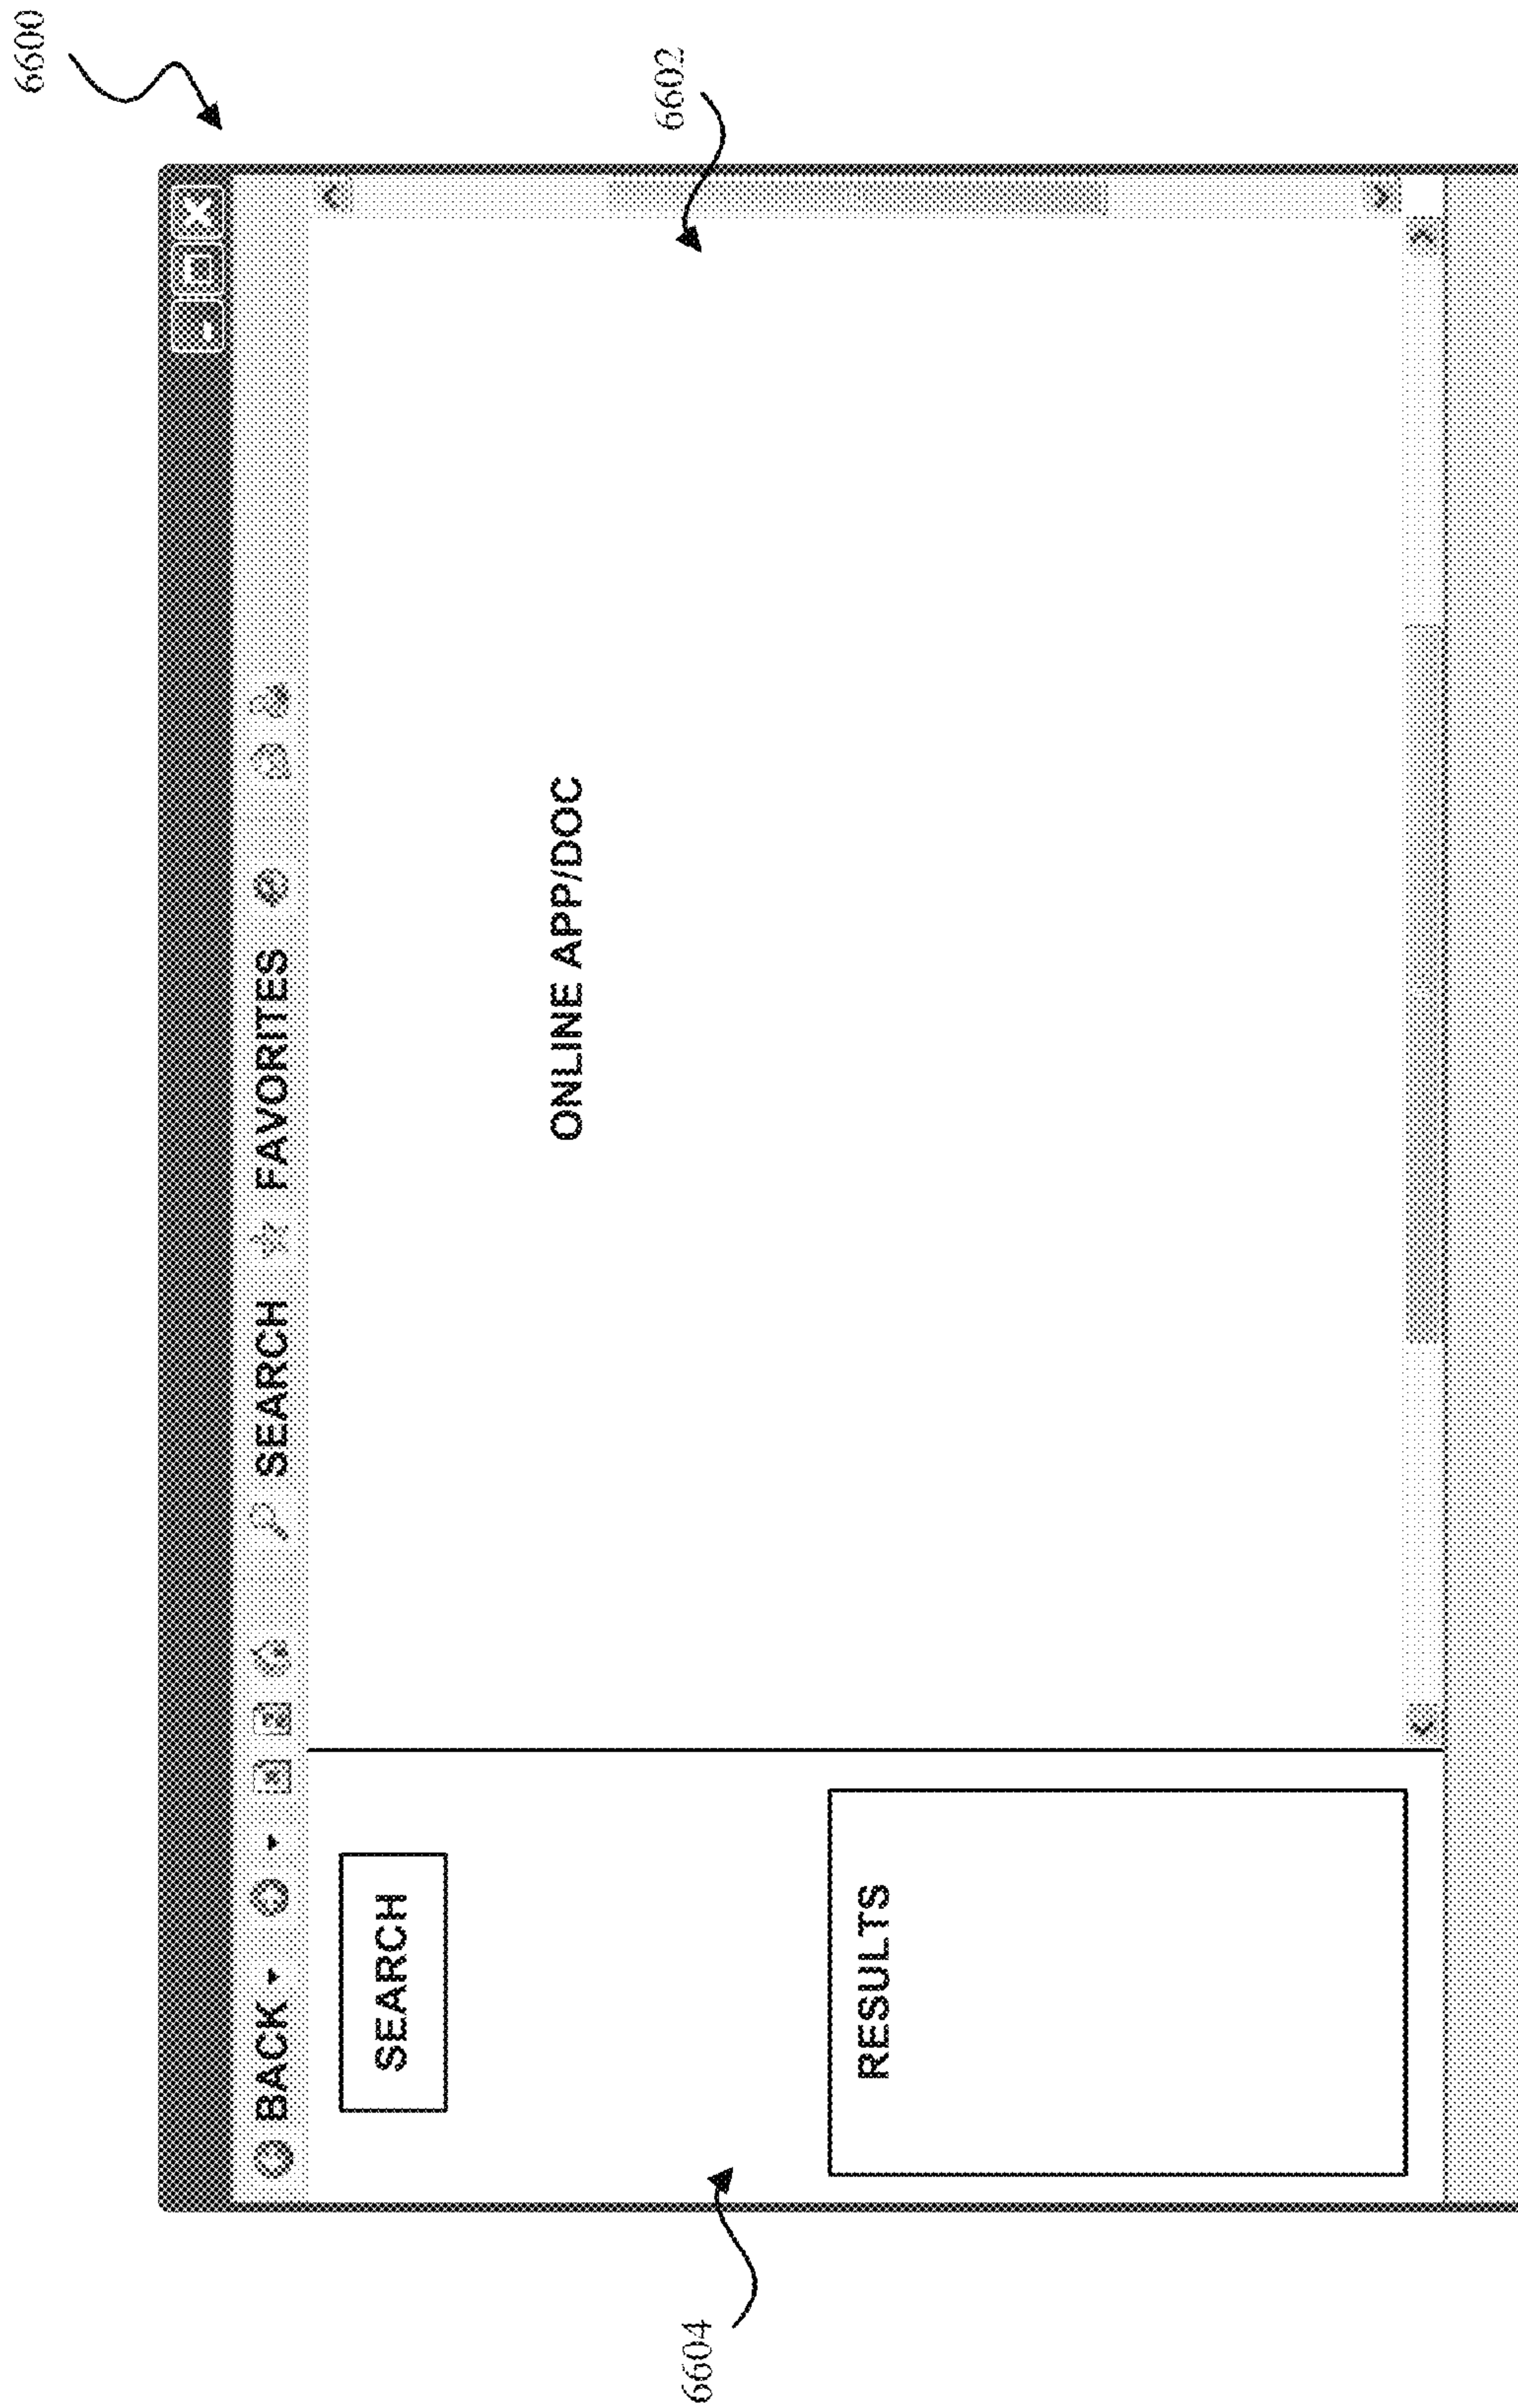 6600
BACK SEARCH FAVORITES
SEARCH
ONLINE APP/DOC
6602
6604
RESULTS